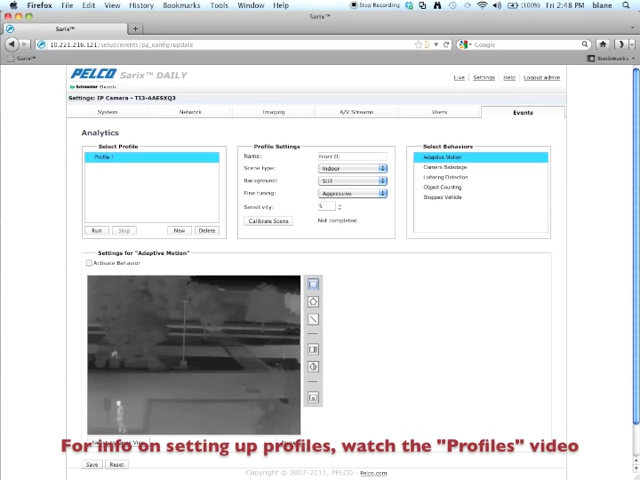 Firefox File Edit View History Bookmarks Tools Window Help Stop Recording (100%) Fri 2:48 PM blane
Sarix™
Sarix™
10.221.216.121/setup/events/pa_config/update
Google
Sarix™
Bookmarks
PELCO Sarix™ DAILY
by Schneider Electric
Live Settings Help Logout admin
Settings: IP Camera - TI3-AAESXQ3
System Network Imaging A/V Streams Users Events
Analytics
Select Profile
Profile 1
Run Stop New Delete
Profile Settings
Name: Front D
Scene type: Indoor
Background: Still
Fine tuning: Aggressive
Sensitivity: 5
Calibrate Scene Not completed
Select Behaviors
Adaptive Motion
Camera Sabotage
Loitering Detection
Object Counting
Stopped Vehicle
Settings for "Adaptive Motion"
Activate Behavior
For info on setting up profiles, watch the "Profiles" video
Save Reset
Copyright © 2007-2011, PELCO · Pelco.com